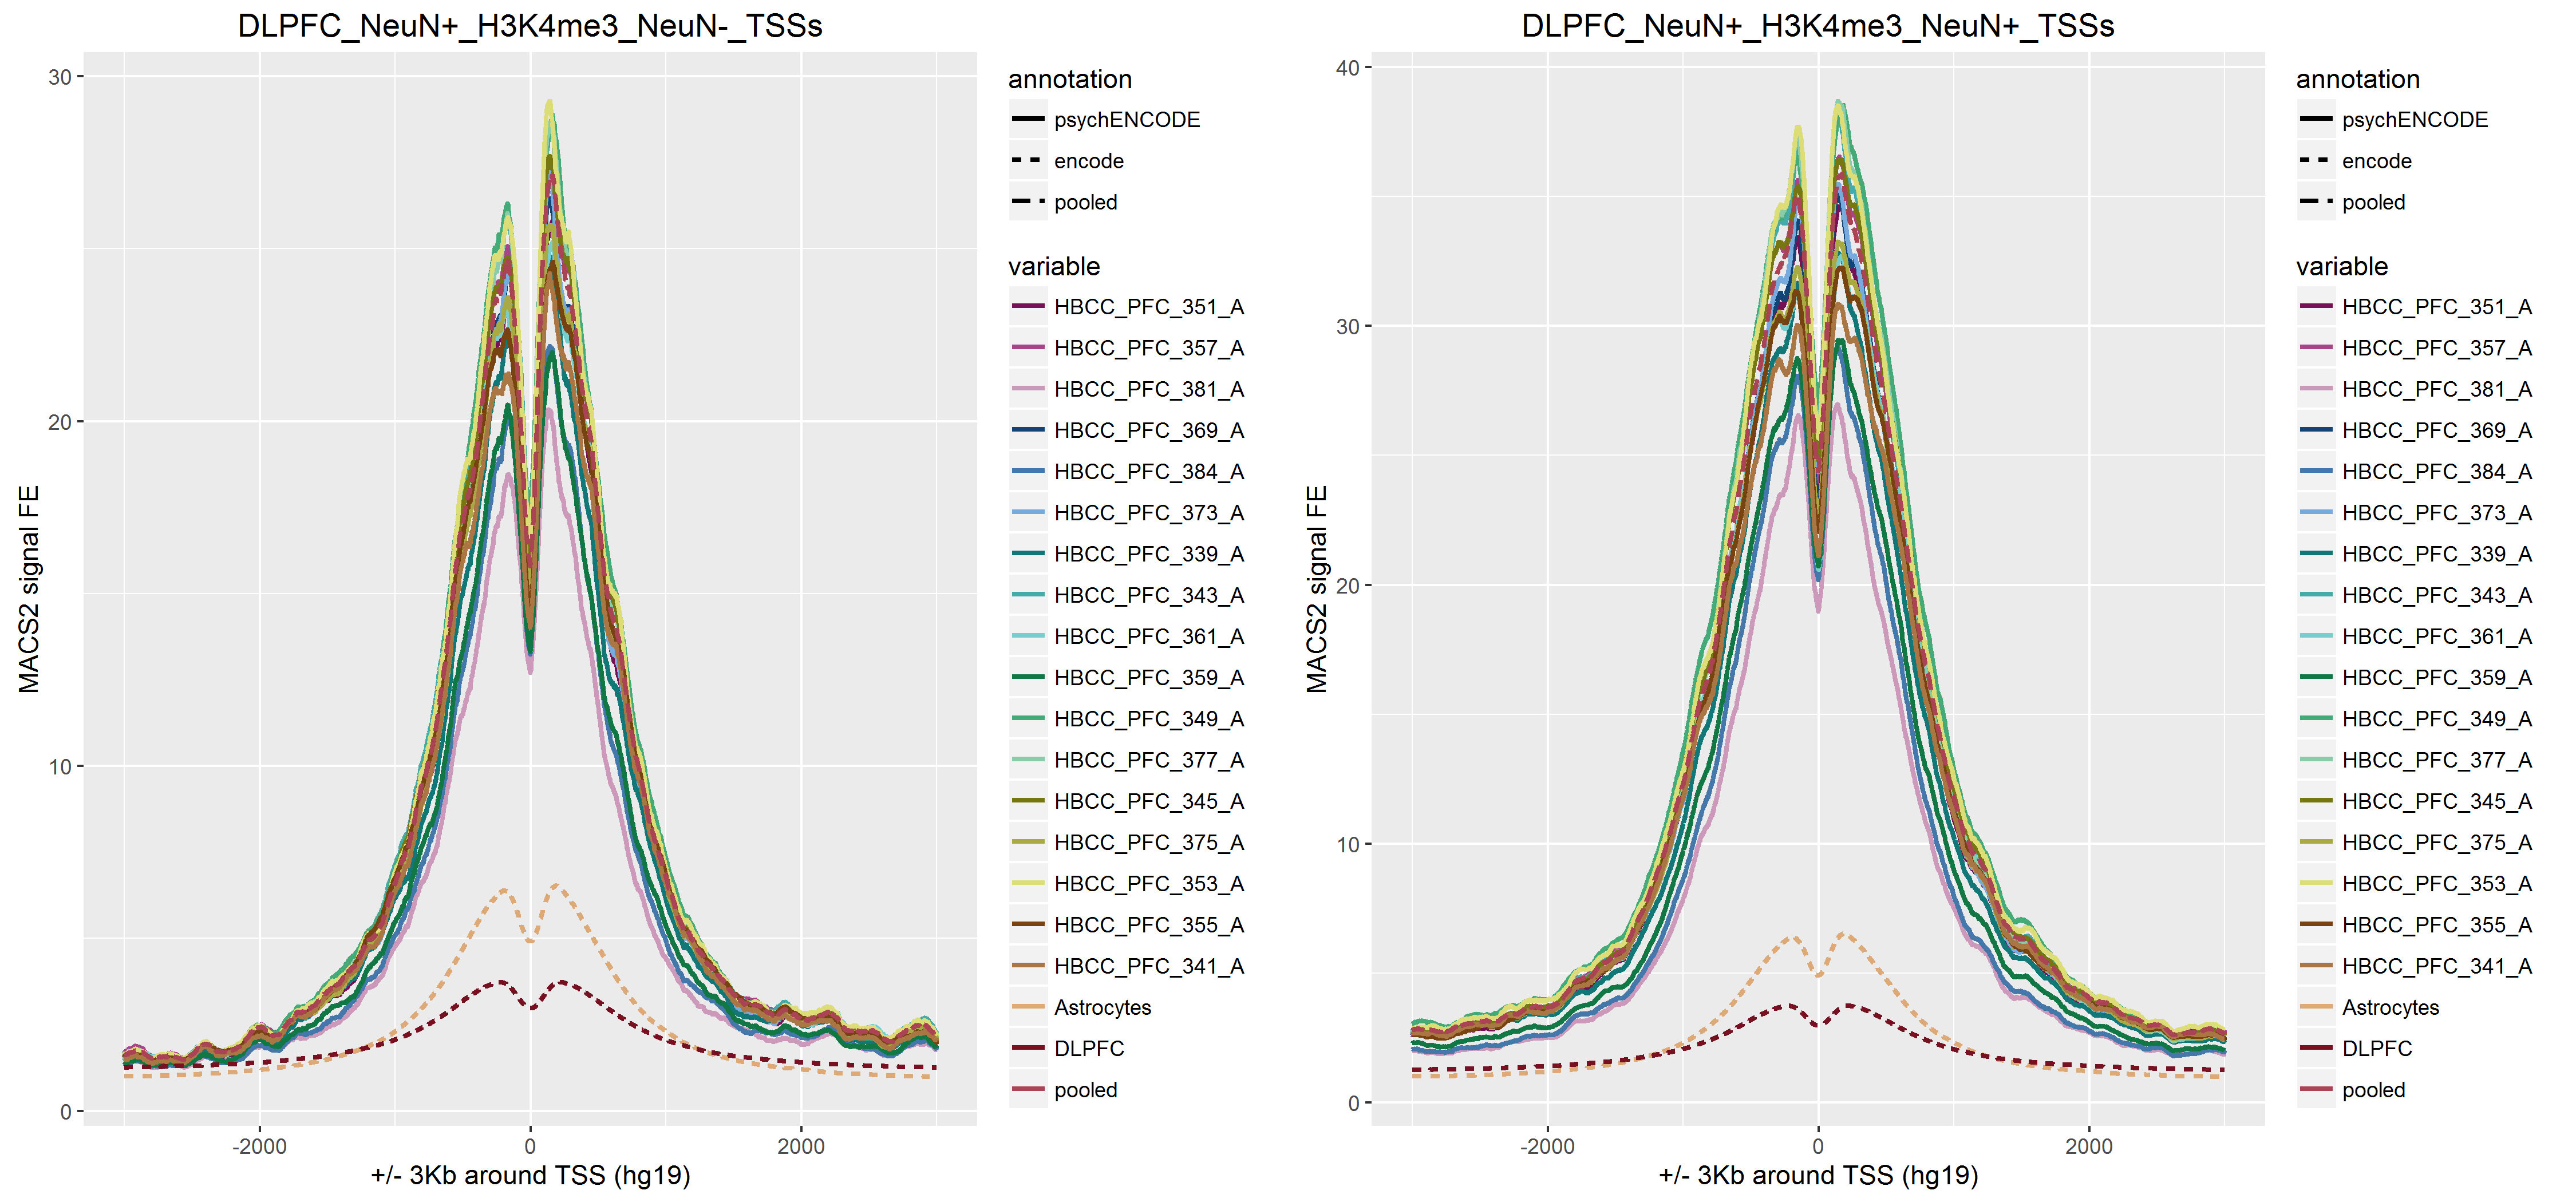 DLPFC_NeuN+_H3K4me3_NeuN-_TSSs
MACS2 signal FE
30
20
10
0
-2000
0
2000
+/- 3Kb around TSS (hg19)
annotation
psychENCODE
encode
pooled
variable
HBCC_PFC_351_A
HBCC_PFC_357_A
HBCC_PFC_381_A
HBCC_PFC_369_A
HBCC_PFC_384_A
HBCC_PFC_373_A
HBCC_PFC_339_A
HBCC_PFC_343_A
HBCC_PFC_361_A
HBCC_PFC_359_A
HBCC_PFC_349_A
HBCC_PFC_377_A
HBCC_PFC_345_A
HBCC_PFC_375_A
HBCC_PFC_353_A
HBCC_PFC_355_A
HBCC_PFC_341_A
Astrocytes
DLPFC
pooled
DLPFC_NeuN+_H3K4me3_NeuN+_TSSs
MACS2 signal FE
40
30
20
10
0
-2000
0
2000
+/- 3Kb around TSS (hg19)
annotation
psychENCODE
encode
pooled
variable
HBCC_PFC_351_A
HBCC_PFC_357_A
HBCC_PFC_381_A
HBCC_PFC_369_A
HBCC_PFC_384_A
HBCC_PFC_373_A
HBCC_PFC_339_A
HBCC_PFC_343_A
HBCC_PFC_361_A
HBCC_PFC_359_A
HBCC_PFC_349_A
HBCC_PFC_377_A
HBCC_PFC_345_A
HBCC_PFC_375_A
HBCC_PFC_353_A
HBCC_PFC_355_A
HBCC_PFC_341_A
Astrocytes
DLPFC
pooled